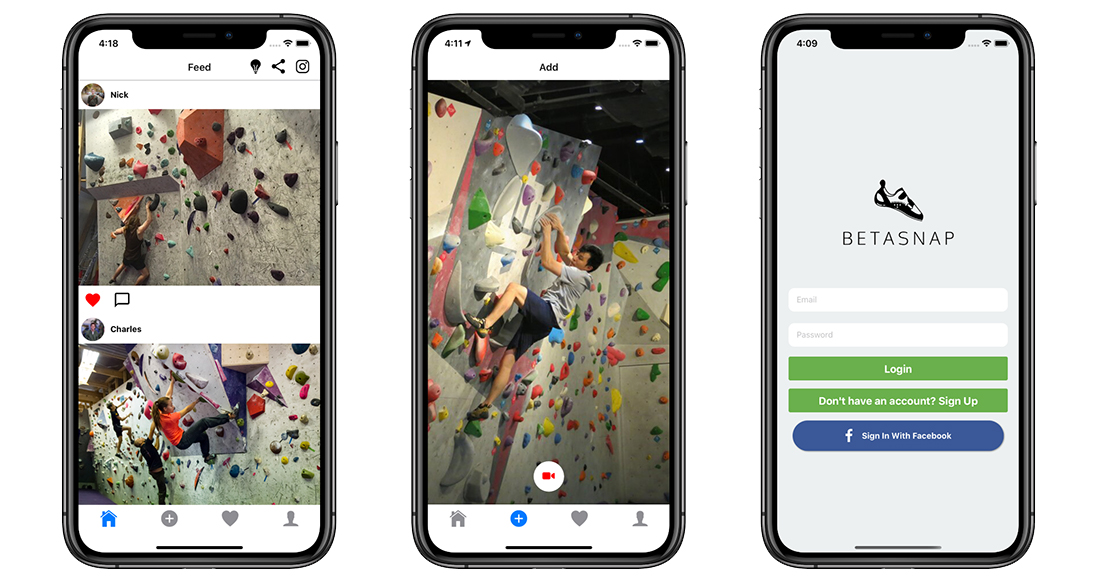 4:18
Feed
Nick
Charles
4:11
Add
4:09
BETASNAP
Email
Password
Login
Don't have an account? Sign Up
Sign In With Facebook